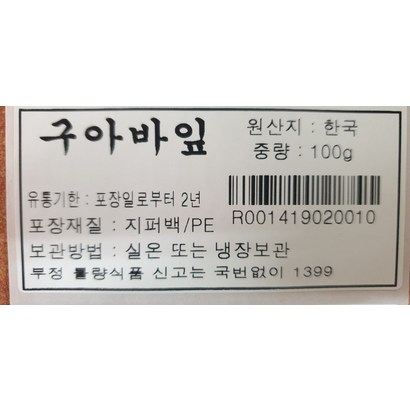 구아바잎
원산지 : 한국
중량 : 100g
유통기한 : 포장일로부터 2년
포장재질 : 지퍼백/PE
R001419020010
보관방법 : 실온 또는 냉장보관
부정 불량식품 신고는 국번없이 1399